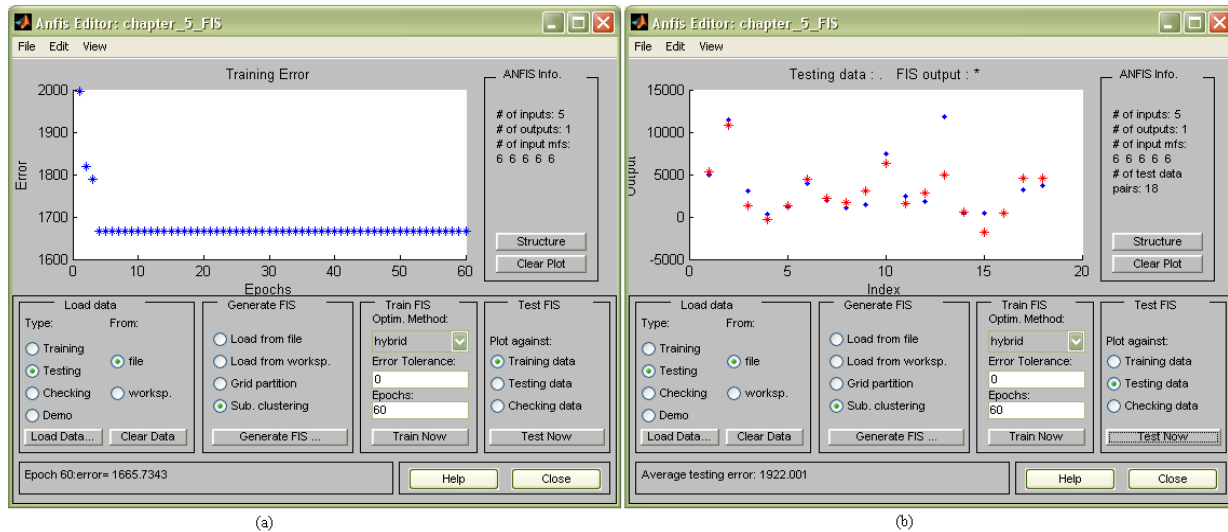 Anfis Editor: chapter_5_FIS
File Edit View
Training Error
2000
1900
1800
1700
1600
Error
0 10 20 30 40 50 60
Epochs
ANFIS Info.
# of inputs: 5
# of outputs: 1
# of input mfs:
6 6 6 6 6
Structure
Clear Plot
Load data
Type: From:
Training
Testing
Checking
Demo
file
worksp.
Load Data... Clear Data
Generate FIS
Load from file
Load from worksp.
Grid partition
Sub. clustering
Generate FIS ...
Train FIS
Optim. Method:
hybrid
Error Tolerance:
0
Epochs:
60
Train Now
Test FIS
Plot against:
Training data
Testing data
Checking data
Test Now
Epoch 60:error= 1665.7343
Help Close
(a)
Anfis Editor: chapter_5_FIS
File Edit View
Testing data : . FIS output : *
15000
10000
5000
0
-5000
Output
0 5 10 15 20
Index
ANFIS Info.
# of inputs: 5
# of outputs: 1
# of input mfs:
6 6 6 6 6
# of test data
pairs: 18
Structure
Clear Plot
Load data
Type: From:
Training
Testing
Checking
Demo
file
worksp.
Load Data... Clear Data
Generate FIS
Load from file
Load from worksp.
Grid partition
Sub. clustering
Generate FIS ...
Train FIS
Optim. Method:
hybrid
Error Tolerance:
0
Epochs:
60
Train Now
Test FIS
Plot against:
Training data
Testing data
Checking data
Test Now
Average testing error: 1922.001
Help Close
(b)